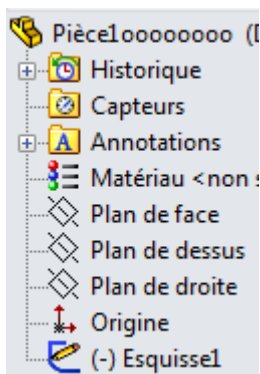 Pièce1oooooooo (D
Historique
Capteurs
Annotations
Matériau <non s
Plan de face
Plan de dessus
Plan de droite
Origine
(-) Esquisse1